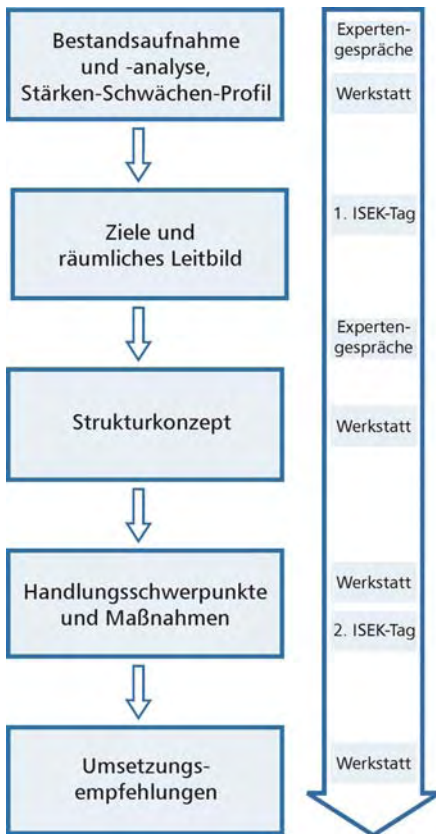 Bestandsaufnahme
und -analyse,
Stärken-Schwächen-Profil
Ziele und
räumliches Leitbild
Strukturkonzept
Handlungsschwerpunkte
und Maßnahmen
Umsetzungs-
empfehlungen
Experten-
gespräche
Werkstatt
1. ISEK-Tag
Experten-
gespräche
Werkstatt
Werkstatt
2. ISEK-Tag
Werkstatt